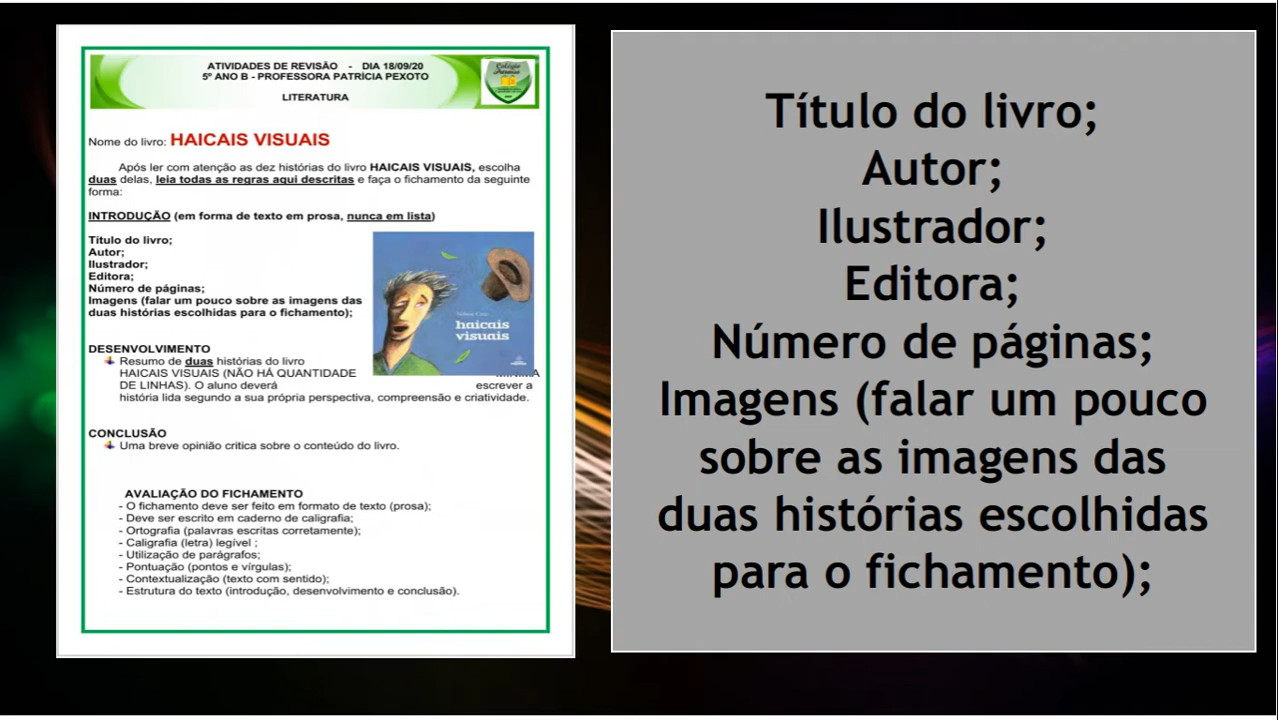 ATIVIDADES DE REVISÃO - DIA 18/09/20
5º ANO B - PROFESSORA PATRÍCIA PEXOTO
LITERATURA
Nome do livro: HAICAIS VISUAIS
Após ler com atenção as dez histórias do livro HAICAIS VISUAIS, escolha
duas delas, leia todas as regras aqui descritas e faça o fichamento da seguinte
forma:
INTRODUÇÃO (em forma de texto em prosa, nunca em lista)
Título do livro;
Autor;
Ilustrador;
Editora;
Número de páginas;
Imagens (falar um pouco sobre as imagens das
duas histórias escolhidas para o fichamento);
haicais
visuais
DESENVOLVIMENTO
Resumo de duas histórias do livro
HAICAIS VISUAIS (NÃO HÁ QUANTIDADE
DE LINHAS). O aluno deverá escrever a
história lida segundo a sua própria perspectiva, compreensão e criatividade.
CONCLUSÃO
Uma breve opinião crítica sobre o conteúdo do livro.
AVALIAÇÃO DO FICHAMENTO
- O fichamento deve ser feito em formato de texto (prosa);
- Deve ser escrito em caderno de caligrafia;
- Ortografia (palavras escritas corretamente);
- Caligrafia (letra) legível ;
- Utilização de parágrafos;
- Pontuação (pontos e vírgulas);
- Contextualização (texto com sentido);
- Estrutura do texto (introdução, desenvolvimento e conclusão).
Título do livro;
Autor;
Ilustrador;
Editora;
Número de páginas;
Imagens (falar um pouco
sobre as imagens das
duas histórias escolhidas
para o fichamento);